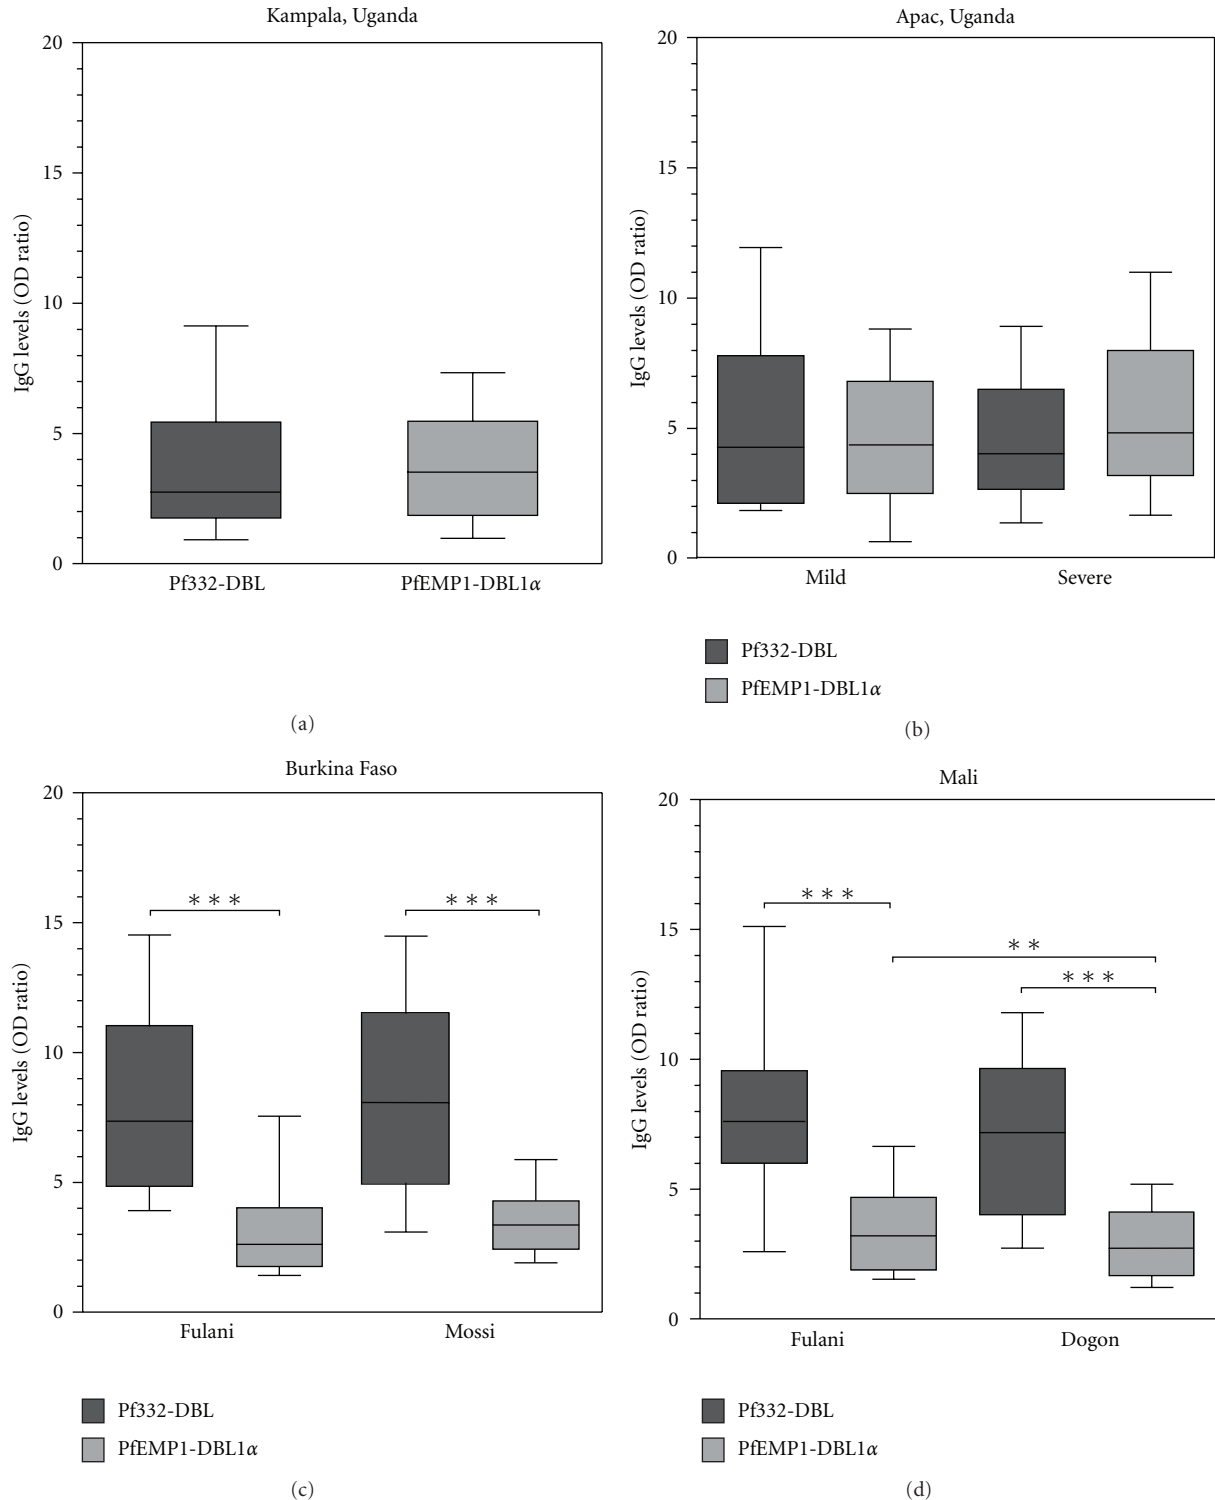 Kampala, Uganda
20
15
10
5
0
IgG levels (OD ratio)
Pf332-DBL
PfEMP1-DBL1α
(a)
Apac, Uganda
20
15
10
5
0
IgG levels (OD ratio)
Mild
Severe
Pf332-DBL
PfEMP1-DBL1α
(b)
Burkina Faso
20
15
10
5
0
IgG levels (OD ratio)
∗∗∗
∗∗∗
Fulani
Mossi
Pf332-DBL
PfEMP1-DBL1α
(c)
Mali
20
15
10
5
0
IgG levels (OD ratio)
∗∗∗
∗∗
∗∗∗
Fulani
Dogon
Pf332-DBL
PfEMP1-DBL1α
(d)